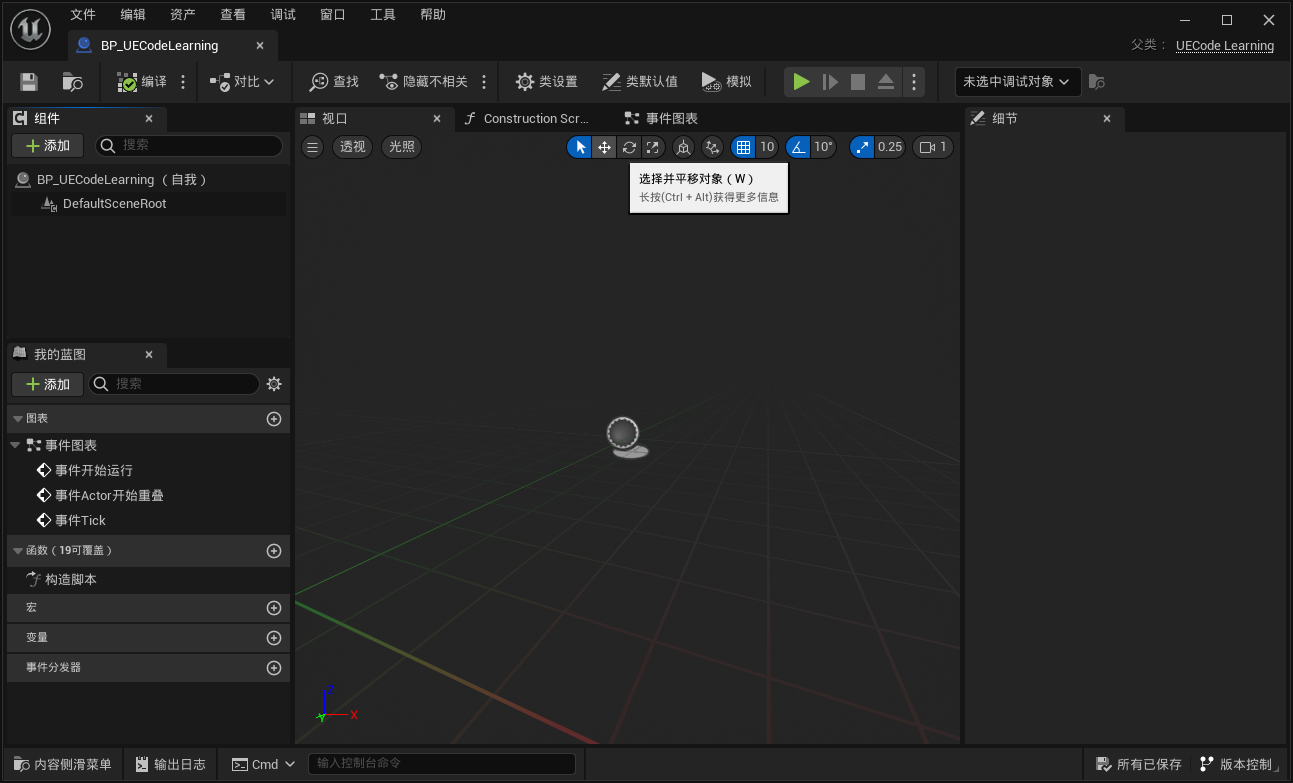 文件 编辑 资产 查看 调试 窗口 工具 帮助
BP_UECodeLearning
父类： UECode Learning
编译 对比 查找 隐藏不相关 类设置 类默认值 模拟 未选中调试对象
组件
添加 搜索
BP_UECodeLearning （自我）
DefaultSceneRoot
我的蓝图
添加 搜索
图表
事件图表
事件开始运行
事件Actor开始重叠
事件Tick
函数（19可覆盖）
构造脚本
宏
变量
事件分发器
视口 Construction Scr... 事件图表
透视 光照 10 10° 0.25 1
选择并平移对象（W）
长按(Ctrl + Alt)获得更多信息
Z
Y X
细节
内容侧滑菜单 输出日志 Cmd 输入控制台命令 所有已保存 版本控制